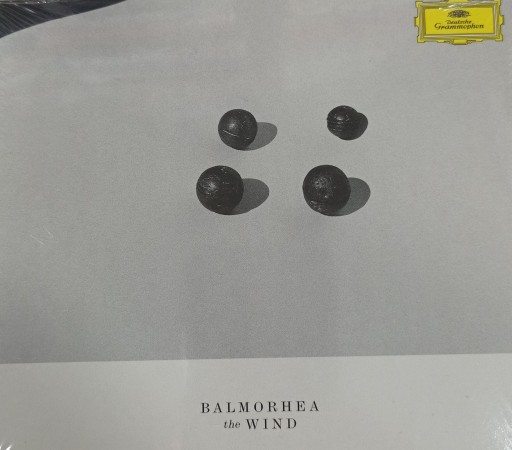 Deutsche
Grammophon
BALMORHEA
the WIND